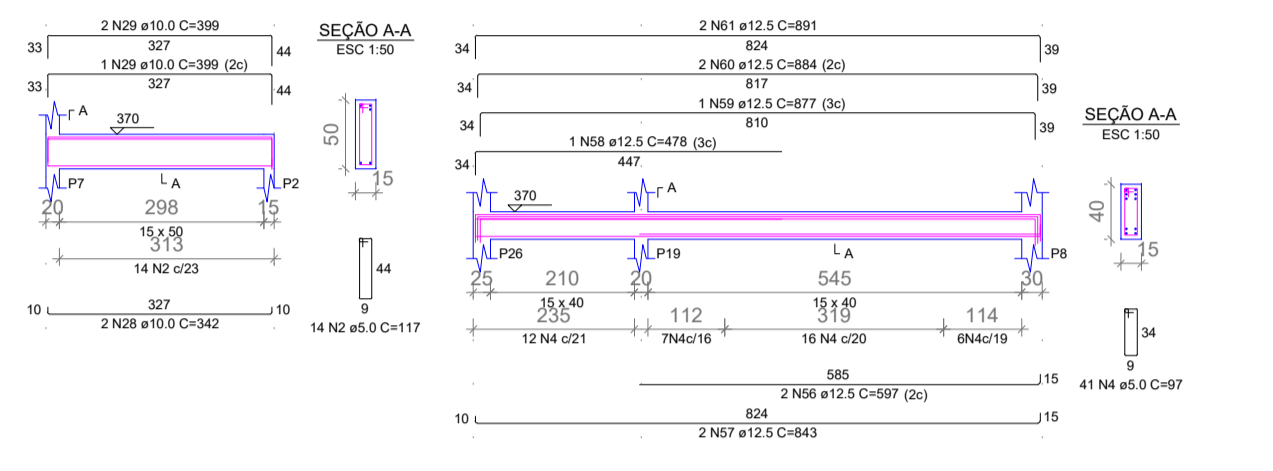 2 N29 ø10.0 C=399
33
327
44
1 N29 ø10.0 C=399 (2c)
33
327
44
A
370
P7
A
P2
20
298
15
15 x 50
313
14 N2 c/23
10
327
10
2 N28 ø10.0 C=342
SEÇÃO A-A
ESC 1:50
50
15
44
9
14 N2 ø5.0 C=117
2 N61 ø12.5 C=891
34
824
39
2 N60 ø12.5 C=884 (2c)
34
817
39
1 N59 ø12.5 C=877 (3c)
34
810
39
1 N58 ø12.5 C=478 (3c)
34
447
A
370
P26
P19
A
P8
25
210
20
545
30
15 x 40
15 x 40
235
112
319
114
12 N4 c/21
7N4c/16
16 N4 c/20
6N4c/19
585
15
2 N56 ø12.5 C=597 (2c)
10
824
15
2 N57 ø12.5 C=843
SEÇÃO A-A
ESC 1:50
40
15
34
9
41 N4 ø5.0 C=97